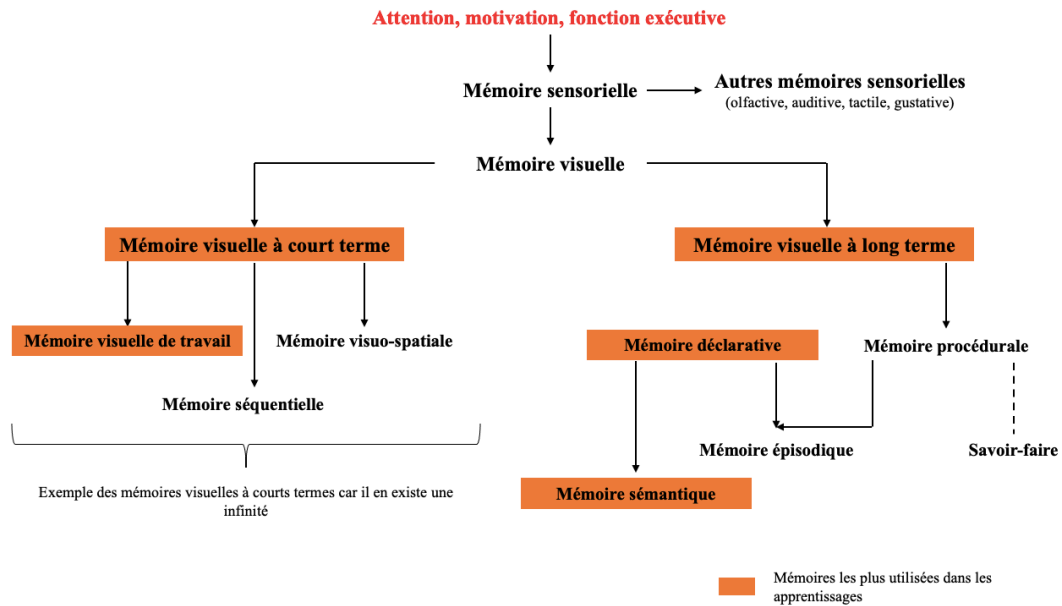 Attention, motivation, fonction exécutive
Mémoire sensorielle
Autres mémoires sensorielles
(olfactive, auditive, tactile, gustative)
Mémoire visuelle
Mémoire visuelle à court terme
Mémoire visuelle à long terme
Mémoire visuelle de travail
Mémoire visuo-spatiale
Mémoire déclarative
Mémoire procédurale
Mémoire séquentielle
Mémoire épisodique
Savoir-faire
Mémoire sémantique
Exemple des mémoires visuelles à courts termes car il en existe une
infinité
Mémoires les plus utilisées dans les
apprentissages